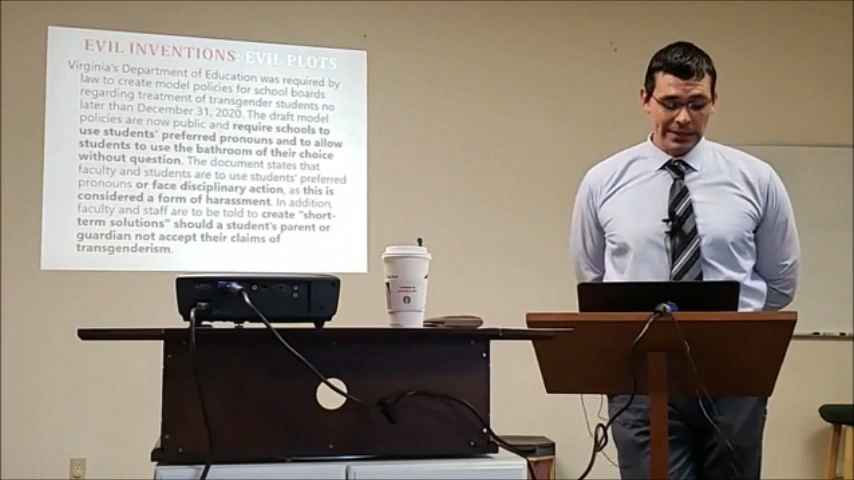 EVIL INVENTIONS: EVIL PLOTS
Virginia's Department of Education was required by
law to create model policies for school boards
regarding treatment of transgender students no
later than December 31, 2020. The draft model
policies are now public and require schools to
use students' preferred pronouns and to allow
students to use the bathroom of their choice
without question. The document states that
faculty and students are to use students' preferred
pronouns or face disciplinary action, as this is
considered a form of harassment. In addition,
faculty and staff are to be told to create "short-
term solutions" should a student's parent or
guardian not accept their claims of
transgenderism.